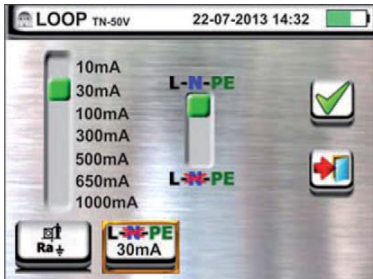 LOOP TN-50V 22-07-2013 14:32
10mA
30mA
100mA
300mA
500mA
650mA
1000mA
L-N-PE
L-N-PE
Ra
L-N-PE
30mA